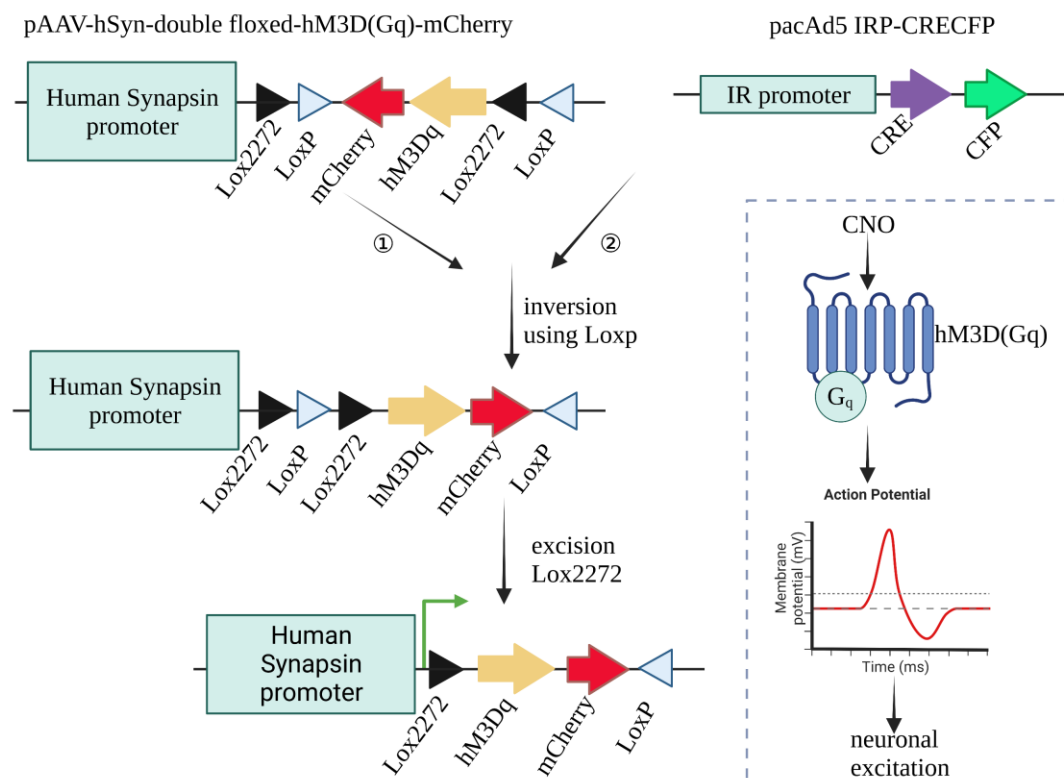 pAAV-hSyn-double floxed-hM3D(Gq)-mCherry
Human Synapsin
promoter
Lox2272
LoxP
mCherry
hM3Dq
Lox2272
LoxP
pacAd5 IRP-CRECFP
IR promoter
CRE
CFP
①
②
inversion
using Loxp
Human Synapsin
promoter
Lox2272
LoxP
Lox2272
hM3Dq
mCherry
LoxP
excision
Lox2272
Human
Synapsin
promoter
Lox2272
hM3Dq
mCherry
LoxP
CNO
hM3D(Gq)
Gq
Action Potential
Membrane
potential (mV)
Time (ms)
neuronal
excitation